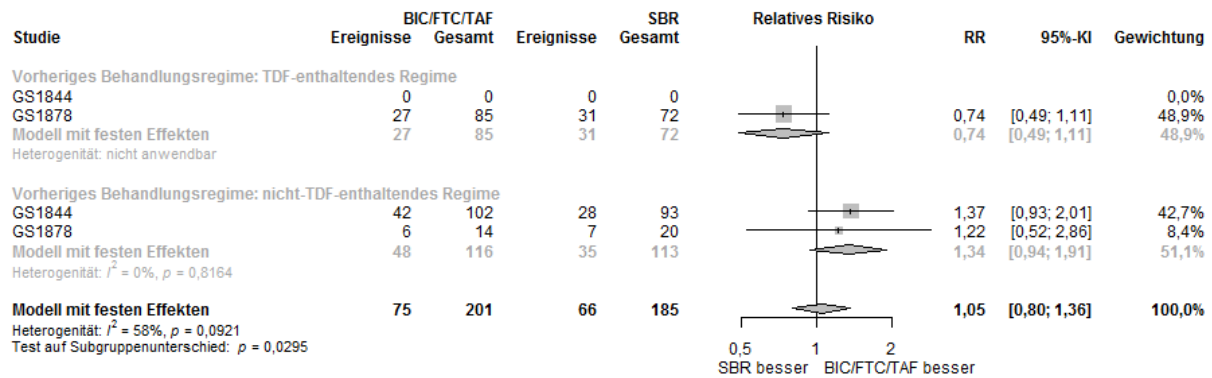 BIC/FTC/TAF SBR Relatives Risiko
Studie Ereignisse Gesamt Ereignisse Gesamt RR 95%-KI Gewichtung
Vorheriges Behandlungsregime: TDF-enthaltendes Regime
GS1844 0 0 0 0 0,0%
GS1878 27 85 31 72 0,74 [0,49; 1,11] 48,9%
Modell mit festen Effekten 27 85 31 72 0,74 [0,49; 1,11] 48,9%
Heterogenität: nicht anwendbar
Vorheriges Behandlungsregime: nicht-TDF-enthaltendes Regime
GS1844 42 102 28 93 1,37 [0,93; 2,01] 42,7%
GS1878 6 14 7 20 1,22 [0,52; 2,86] 8,4%
Modell mit festen Effekten 48 116 35 113 1,34 [0,94; 1,91] 51,1%
Heterogenität: I² = 0%, p = 0,8164
Modell mit festen Effekten 75 201 66 185 1,05 [0,80; 1,36] 100,0%
Heterogenität: I² = 58%, p = 0,0921
Test auf Subgruppenunterschied: p = 0,0295
0,5 1 2
SBR besser BIC/FTC/TAF besser